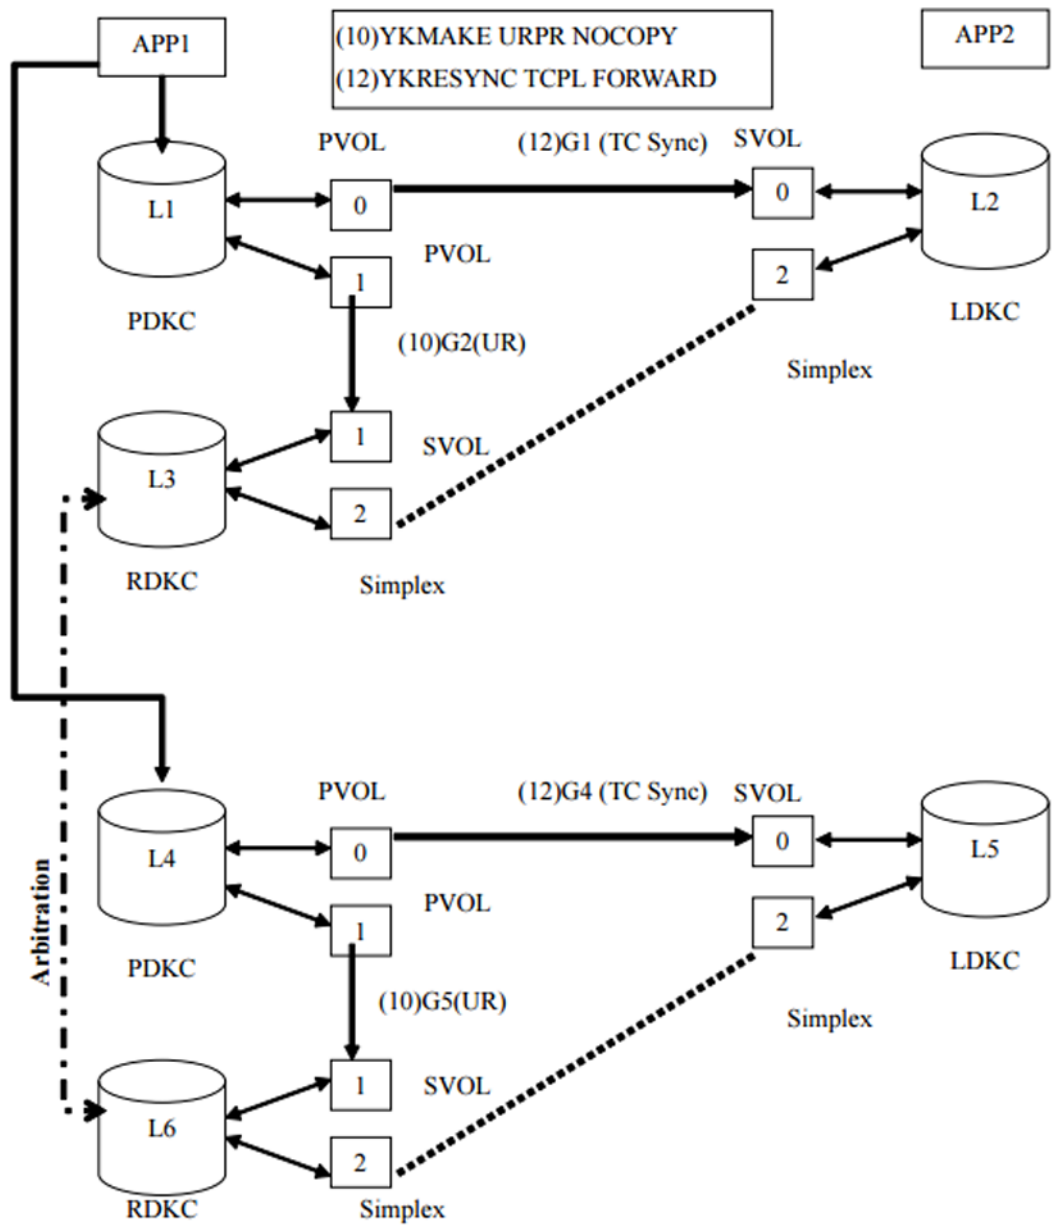 APP1
(10)YKMAKE URPR NOCOPY
(12)YKRESYNC TCPL FORWARD
APP2
PVOL
(12)G1 (TC Sync)
SVOL
L1
0
0
L2
PVOL
1
2
PDKC
LDKC
(10)G2(UR)
Simplex
1
SVOL
L3
2
RDKC
Simplex
PVOL
(12)G4 (TC Sync)
SVOL
L4
0
0
L5
PVOL
1
2
Arbitration
PDKC
LDKC
(10)G5(UR)
Simplex
1
SVOL
L6
2
RDKC
Simplex